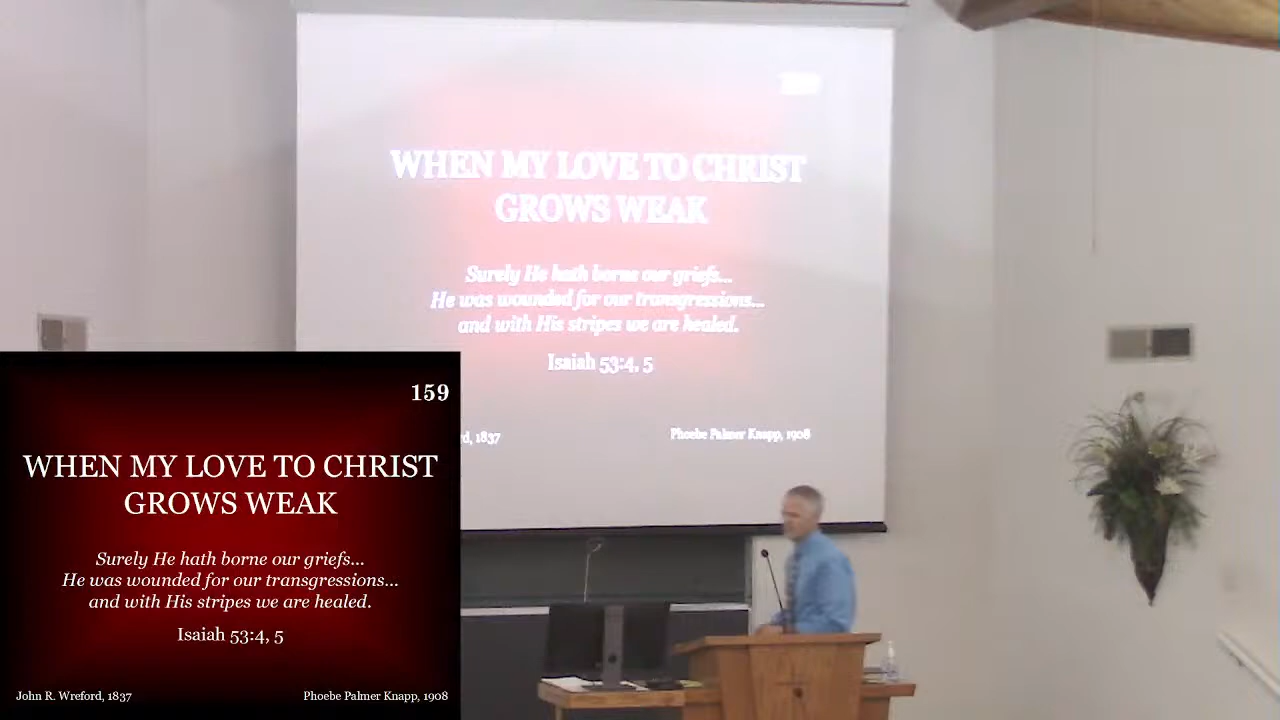 WHEN MY LOVE TO CHRIST
GROWS WEAK
Surely He hath borne our griefs...
He was wounded for our transgressions...
and with His stripes we are healed.
Isaiah 53:4, 5
rd, 1837
Phoebe Palmer Knapp, 1908
159
WHEN MY LOVE TO CHRIST
GROWS WEAK
Surely He hath borne our griefs...
He was wounded for our transgressions...
and with His stripes we are healed.
Isaiah 53:4, 5
John R. Wreford, 1837
Phoebe Palmer Knapp, 1908